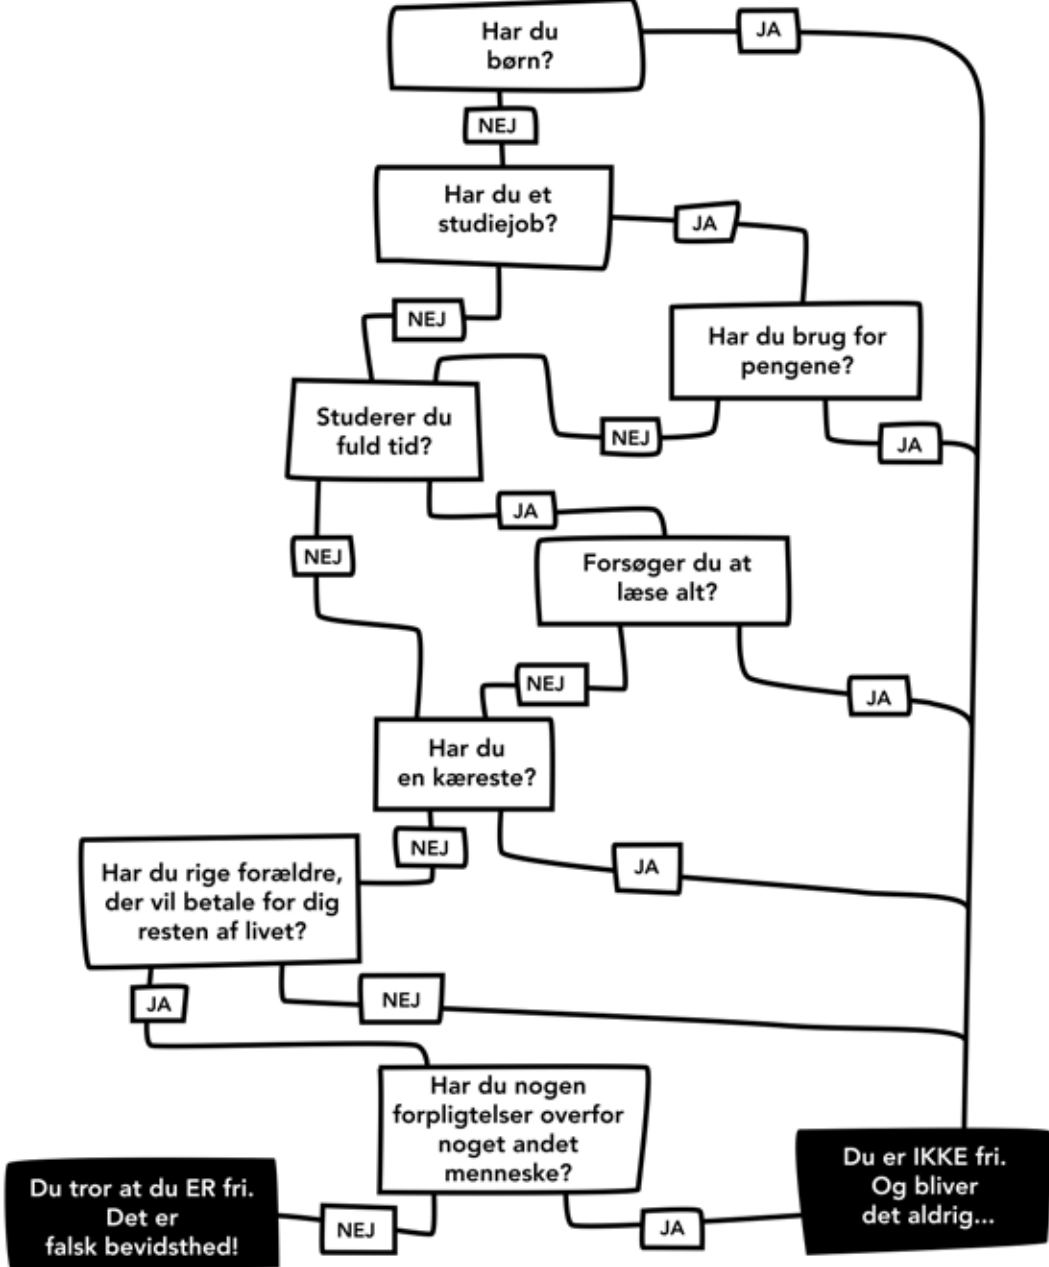 Har du
børn?
JA
NEJ
Har du et
studiejob?
JA
NEJ
Har du brug for
pengene?
Studerer du
fuld tid?
NEJ
JA
JA
NEJ
Forsøger du at
læse alt?
NEJ
JA
Har du
en kæreste?
NEJ
JA
Har du rige forældre,
der vil betale for dig
resten af livet?
JA
NEJ
Har du nogen
forpligtelser overfor
noget andet
menneske?
Du er IKKE fri.
Og bliver
det aldrig...
Du tror at du ER fri.
Det er
falsk bevidsthed!
NEJ
JA